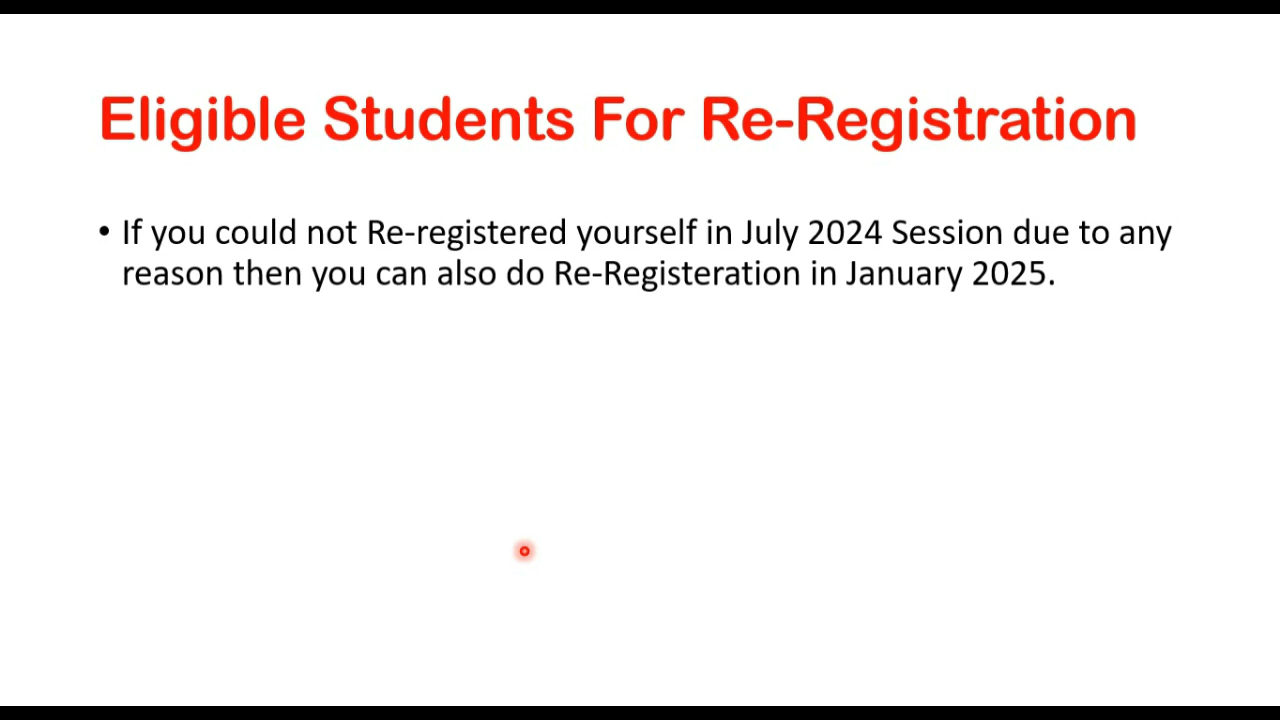 Eligible Students For Re-Registration
• If you could not Re-registered yourself in July 2024 Session due to any
reason then you can also do Re-Registeration in January 2025.